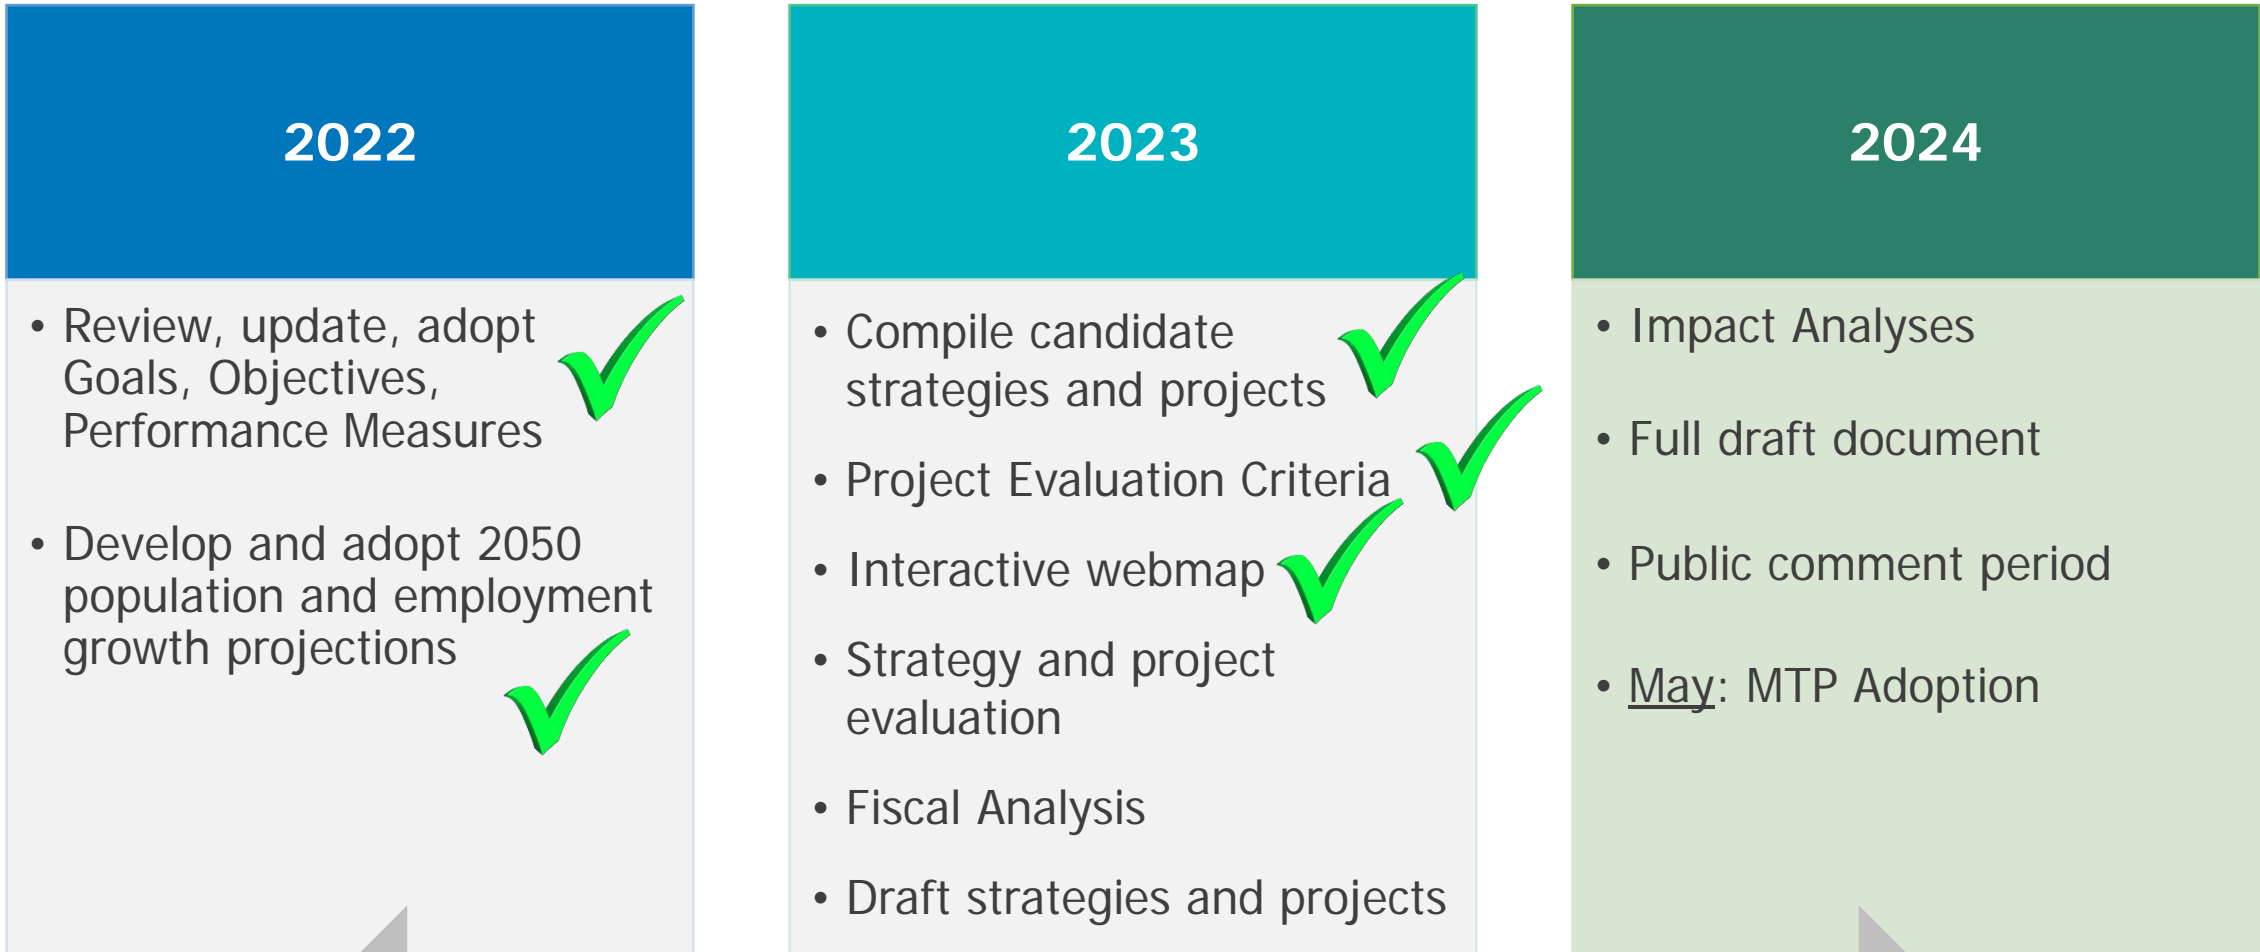 2022
• Review, update, adopt
Goals, Objectives,
Performance Measures
• Develop and adopt 2050
population and employment
growth projections
2023
• Compile candidate
strategies and projects
• Project Evaluation Criteria
• Interactive webmap
• Strategy and project
evaluation
• Fiscal Analysis
• Draft strategies and projects
2024
• Impact Analyses
• Full draft document
• Public comment period
• May: MTP Adoption